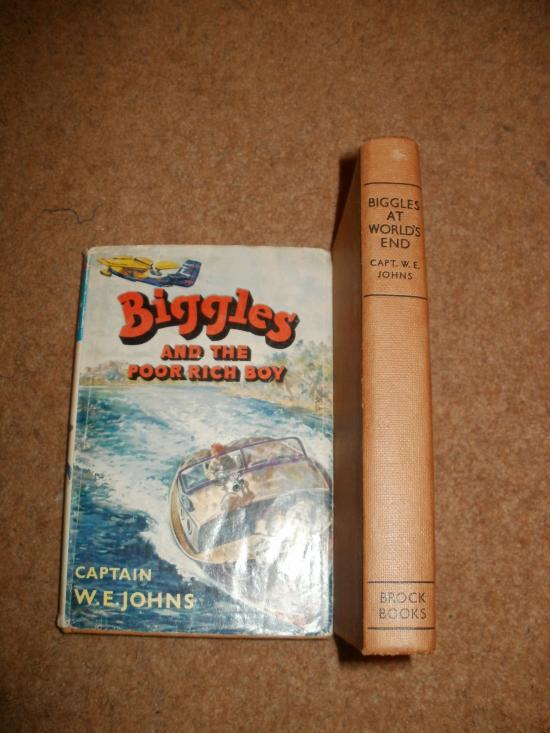 Biggles
AND THE
POOR RICH BOY
CAPTAIN
W.E. JOHNS
BIGGLES
AT
WORLD'S
END
CAPT. W. E.
JOHNS
BROCK
BOOKS